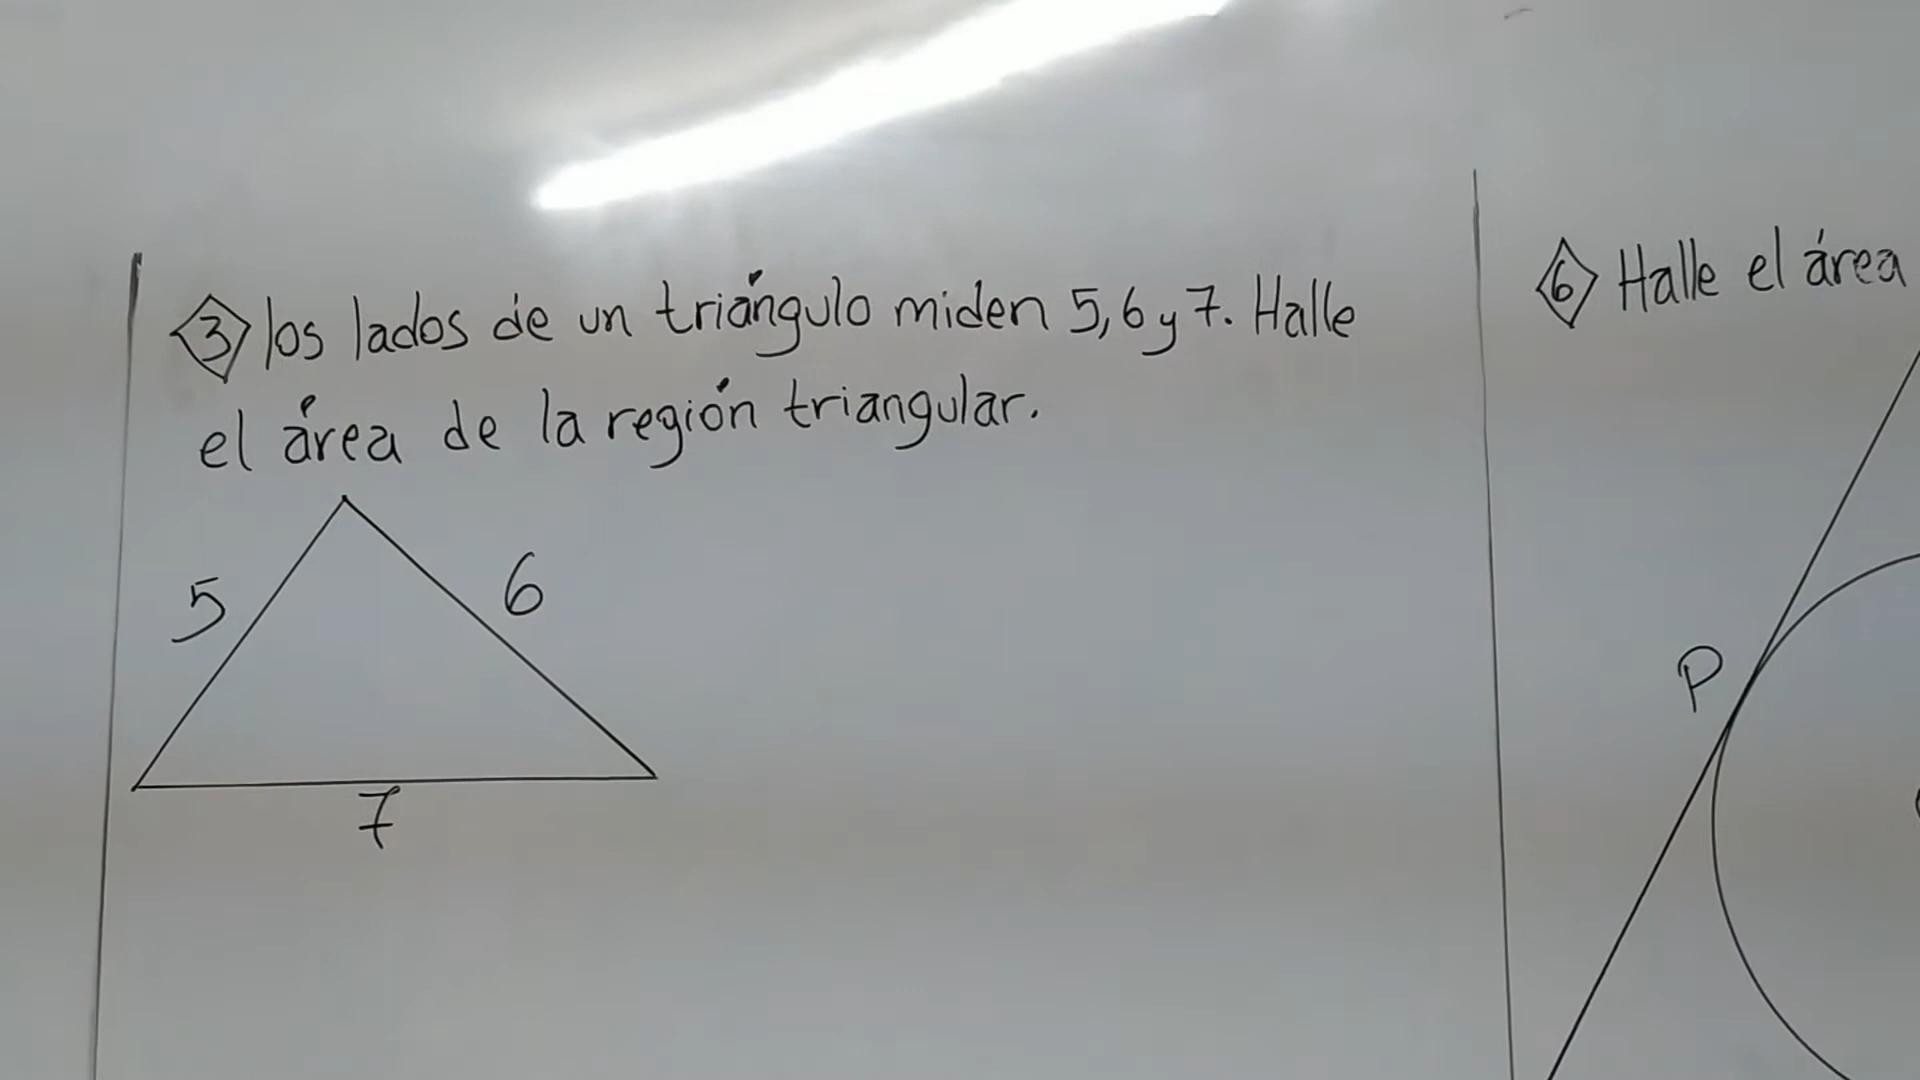 3 los lados de un triángulo miden 5,6 y 7. Halle
el área de la región triangular.
5
6
7
6 Halle el área
P